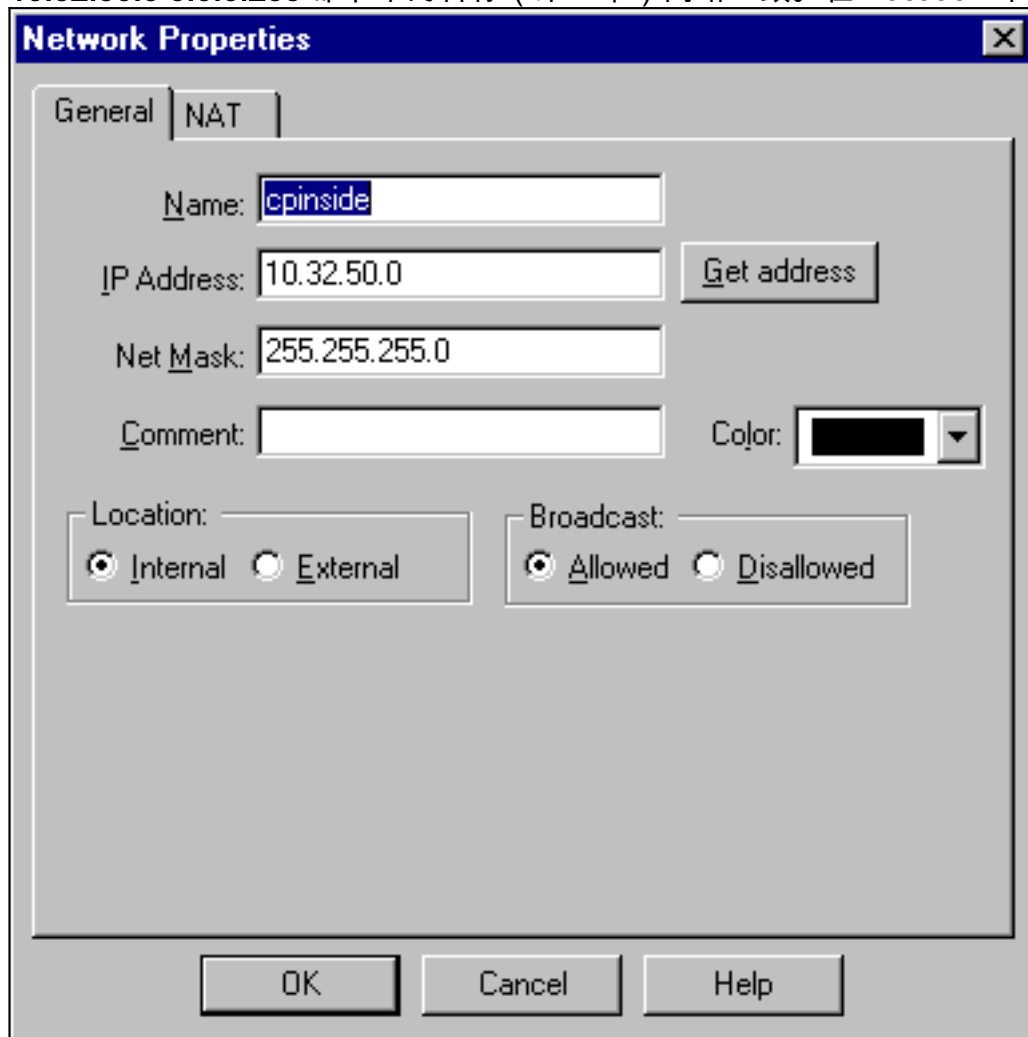 Network Properties
General NAT
Name: cpinside
IP Address: 10.32.50.0 Get address
Net Mask: 255.255.255.0
Comment: Color:
Location: Broadcast:
Internal External Allowed Disallowed
OK Cancel Help